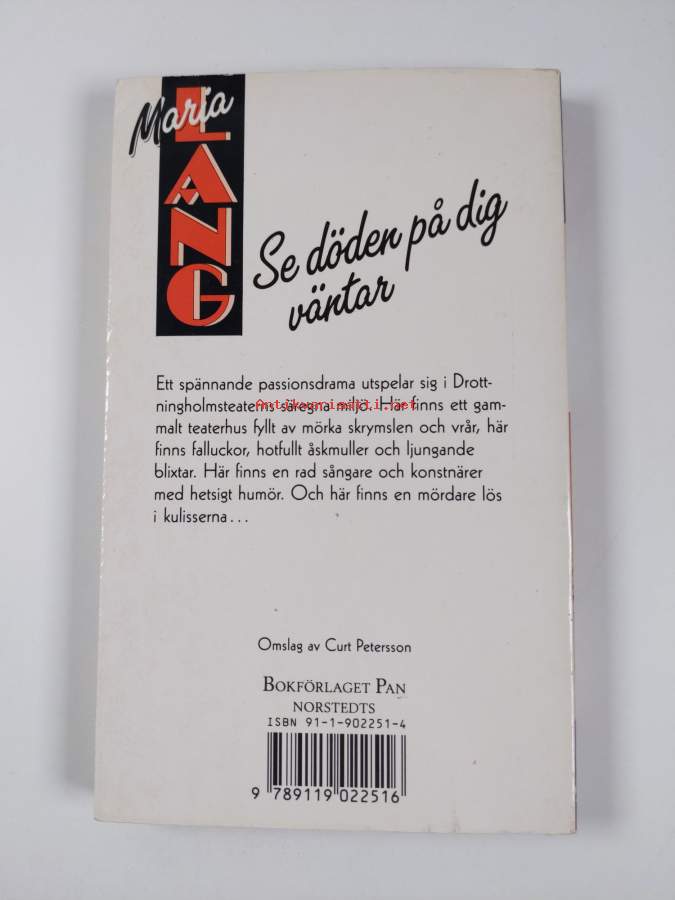 Maria
LANG
Se döden på dig
väntar
Ett spännande passionsdrama utspelar sig i Drott-
ningholmsteaterns säregna miljö. Här finns ett gam-
Antikvariaatti.net
malt teaterhus fyllt av mörka skrymslen och vrår, här
finns falluckor, hotfullt åskmuller och ljungande
blixtar. Här finns en rad sångare och konstnärer
med hetsigt humör. Och här finns en mördare lös
i kulisserna...
Omslag av Curt Petersson
BOKFÖRLAGET PAN
NORSTEDTS
ISBN 91-1-902251-4
9 789119 022516